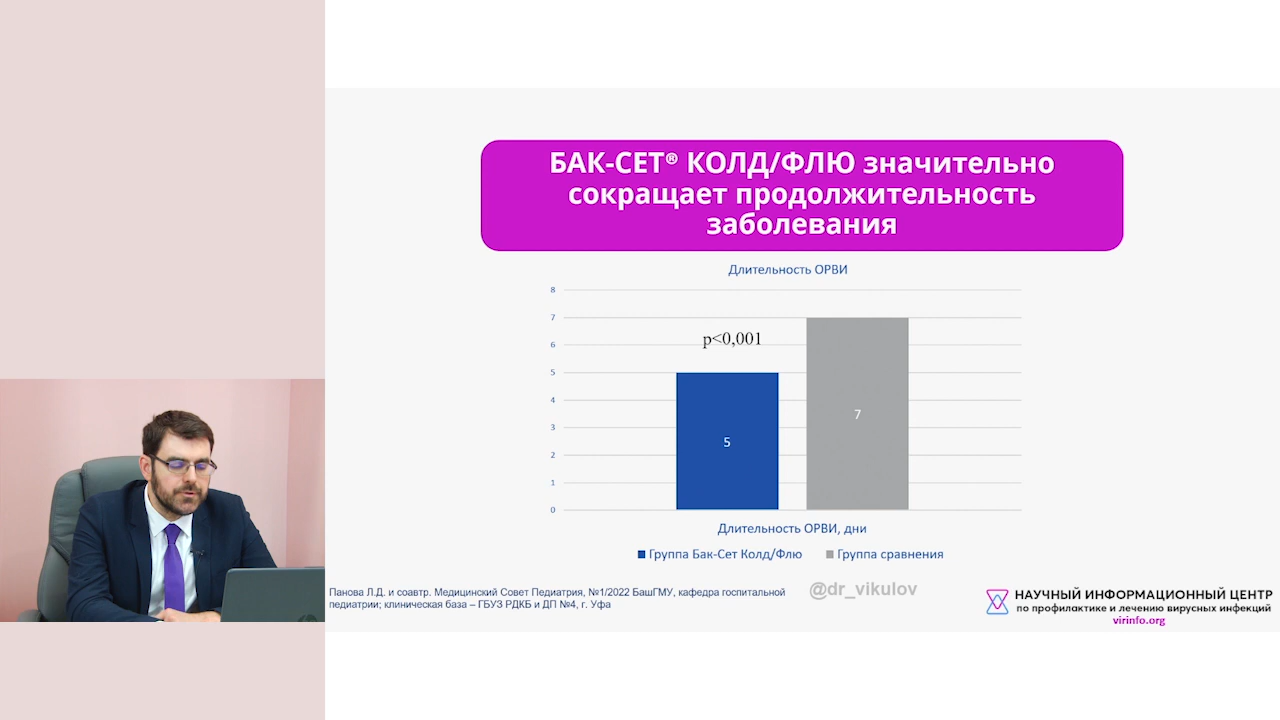 БАК-СЕТ® КОЛД/ФЛЮ значительно
сокращает продолжительность
заболевания
Длительность ОРВИ
8
7
6
5
4
3
2
1
0
p<0,001
5
7
Длительность ОРВИ, дни
Группа Бак-Сет Колд/Флю
Группа сравнения
Панова Л.Д. и соавтр. Медицинский Совет Педиатрия, №1/2022 БашГМУ, кафедра госпитальной
педиатрии; клиническая база – ГБУЗ РДКБ и ДП №4, г. Уфа
@dr_vikulov
НАУЧНЫЙ ИНФОРМАЦИОННЫЙ ЦЕНТР
по профилактике и лечению вирусных инфекций
virinfo.org